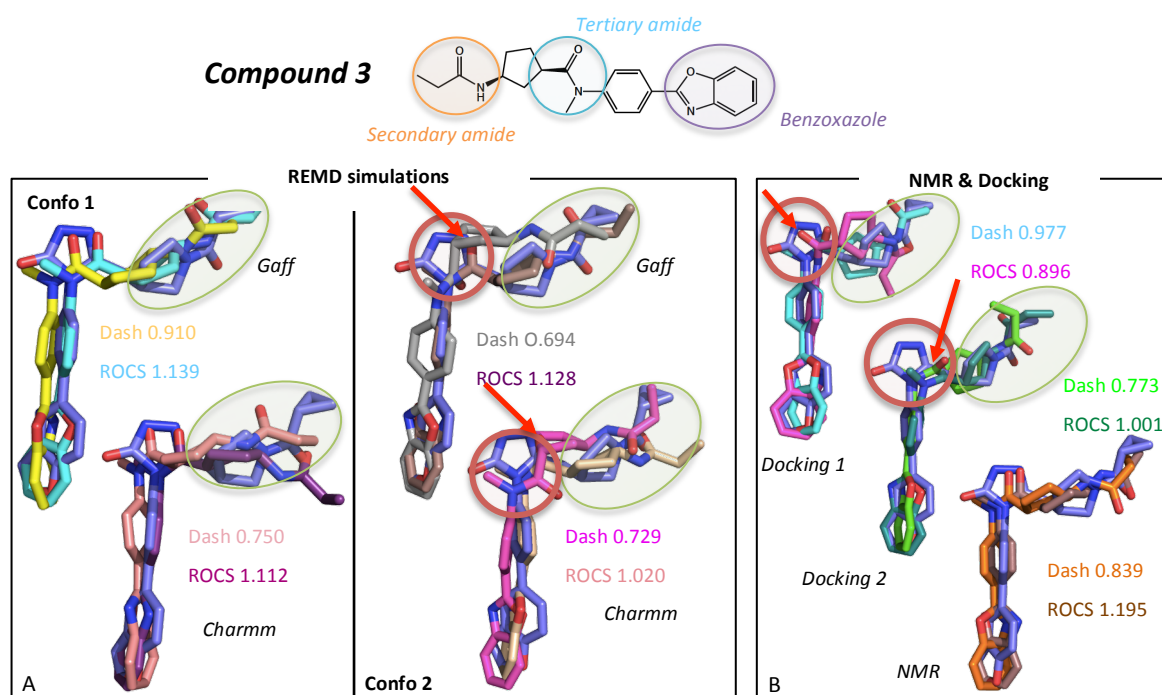 Tertiary amide
Compound 3
O
O
N
H
N
O
N
Secondary amide
Benzoxazole
REMD simulations
NMR & Docking
Confo 1
Gaff
Dash 0.910
ROCS 1.139
Dash 0.750
ROCS 1.112
Charmm
A
Gaff
Dash O.694
ROCS 1.128
Dash 0.729
ROCS 1.020
Charmm
Confo 2
Dash 0.977
ROCS 0.896
Docking 1
Dash 0.773
ROCS 1.001
Docking 2
Dash 0.839
ROCS 1.195
NMR
B